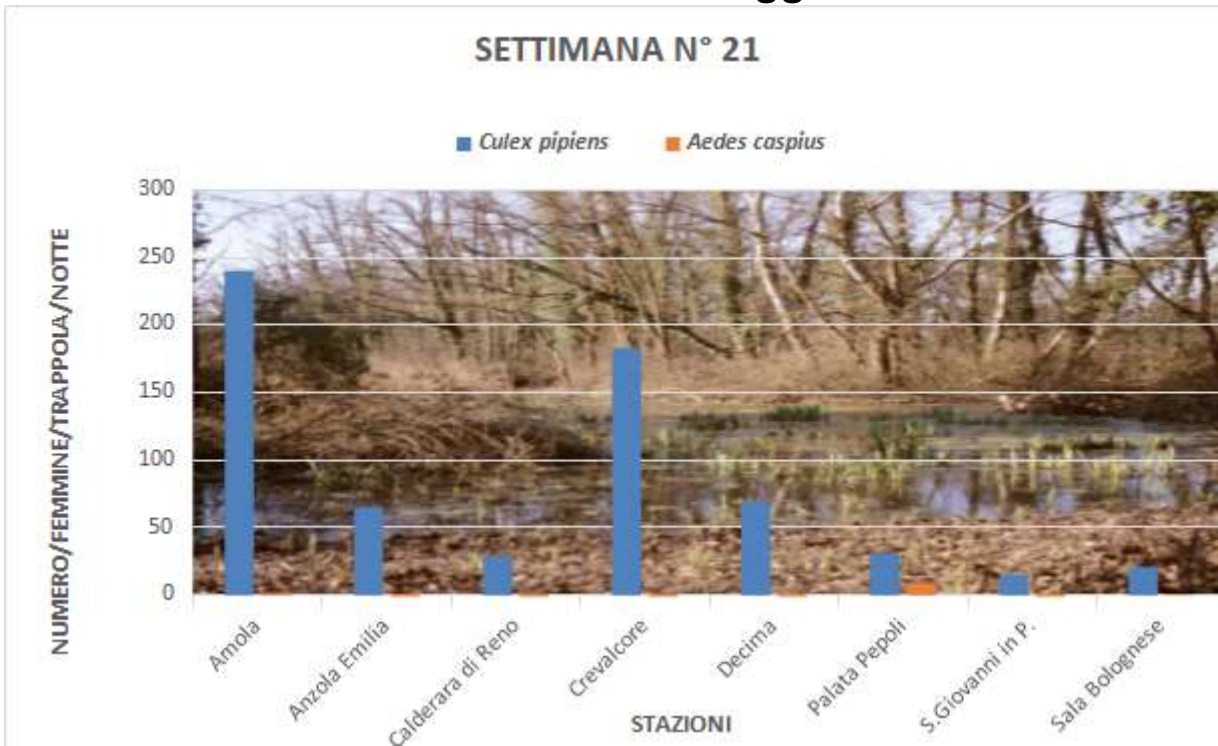 gg
SETTIMANA N° 21
Culex pipiens
Aedes caspius
NUMERO/FEMMINE/TRAPPOLA/NOTTE
300
250
200
150
100
50
0
Amola
Anzola Emilia
Calderara di Reno
Crevalcore
Decima
Palata Pepoli
S.Giovanni in P.
Sala Bolognese
STAZIONI